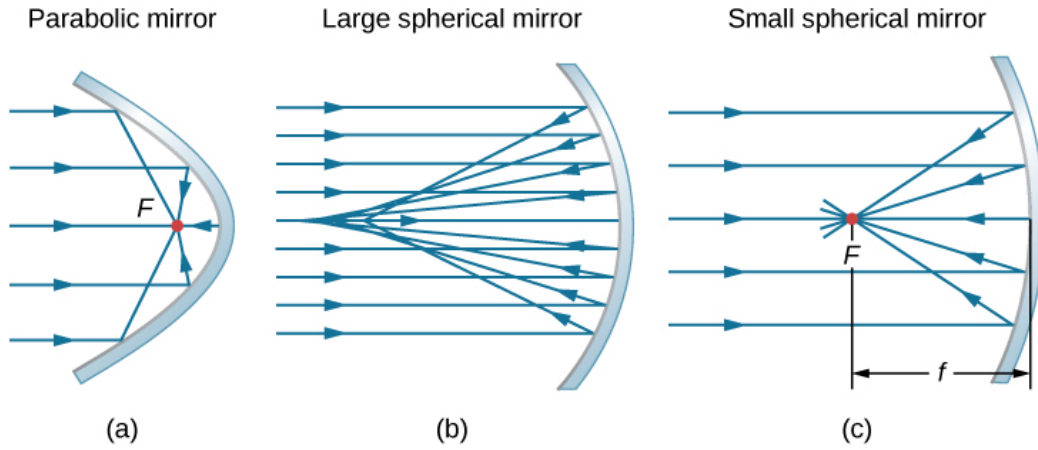 Parabolic mirror
Large spherical mirror
Small spherical mirror
F
F
f
(a)
(b)
(c)